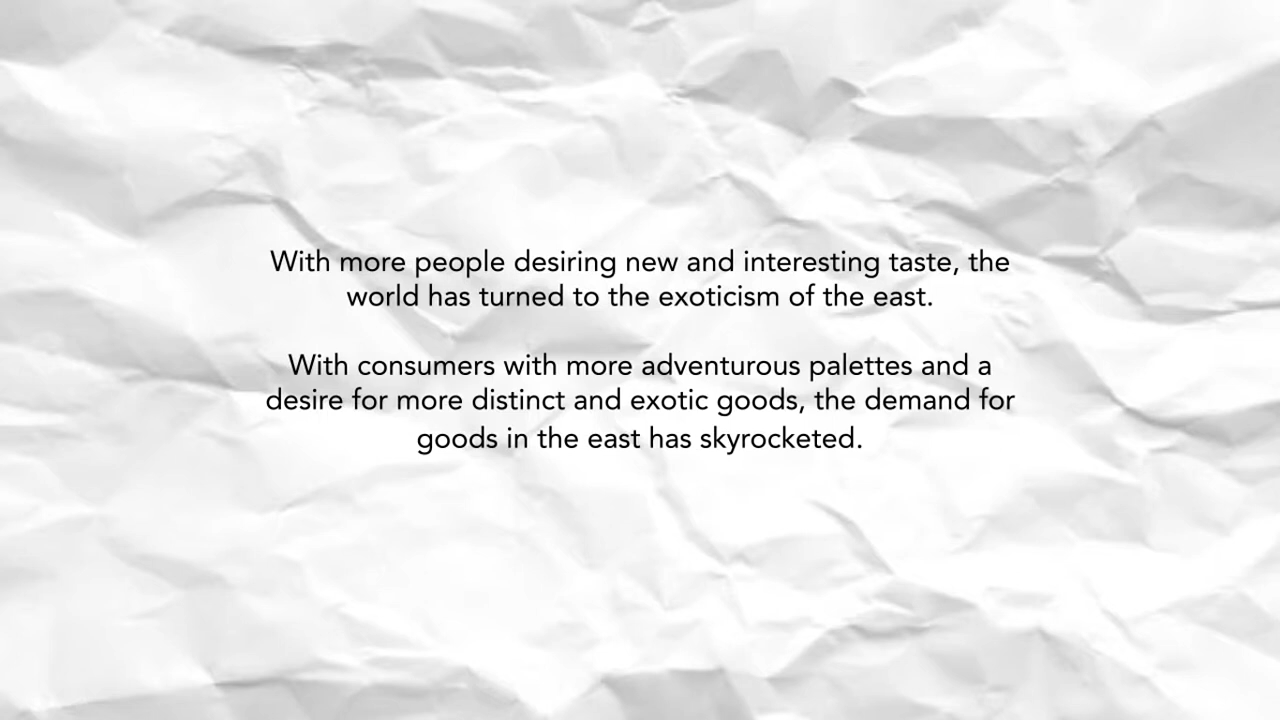 With more people desiring new and interesting taste, the
world has turned to the exoticism of the east.
With consumers with more adventurous palettes and a
desire for more distinct and exotic goods, the demand for
goods in the east has skyrocketed.